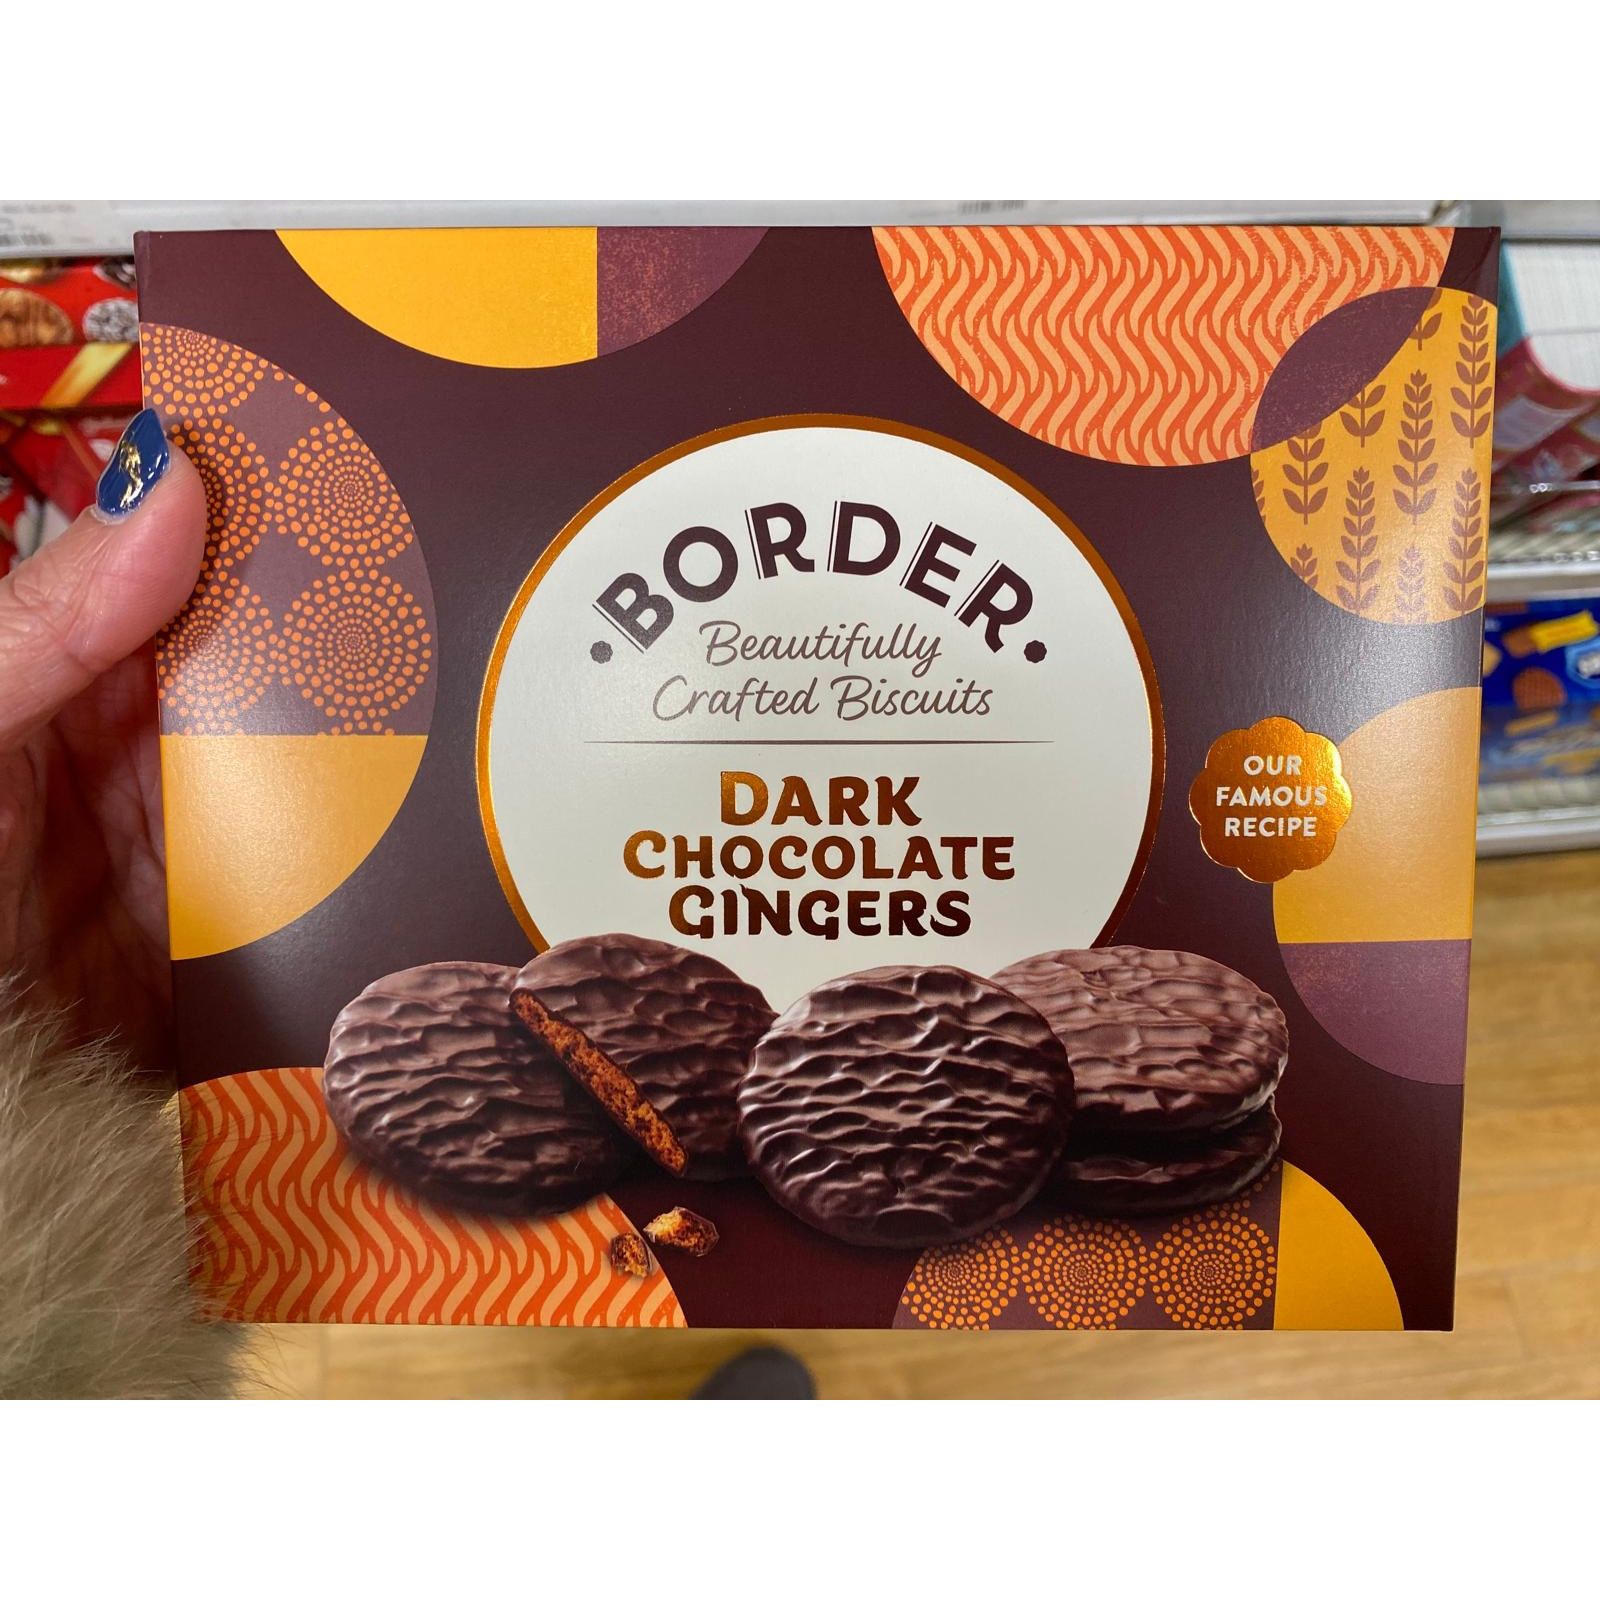 BORDER
Beautifully
Crafted Biscuits
DARK
CHOCOLATE
GINGERS
OUR
FAMOUS
RECIPE